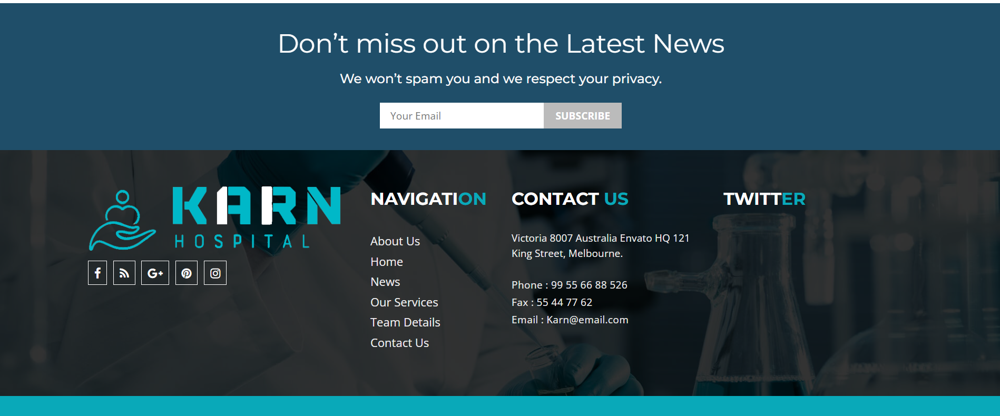 Don’t miss out on the Latest News
We won’t spam you and we respect your privacy.
Your Email
SUBSCRIBE
KARN
HOSPITAL
NAVIGATION
About Us
Home
News
Our Services
Team Details
Contact Us
CONTACT US
Victoria 8007 Australia Envato HQ 121
King Street, Melbourne.
Phone : 99 55 66 88 526
Fax : 55 44 77 62
Email : Karn@email.com
TWITTER